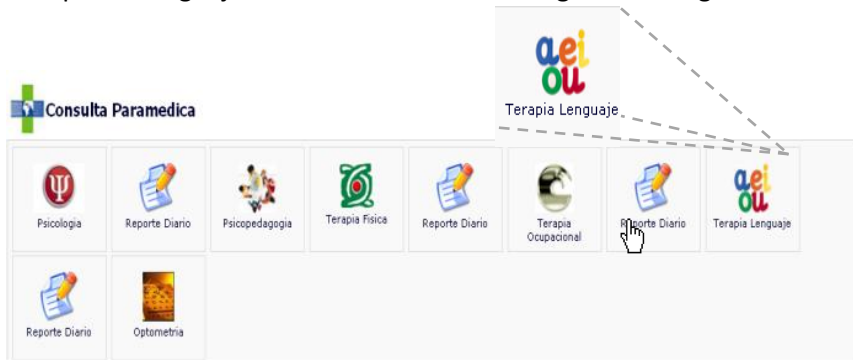 aei
ou
Terapia Lenguaje
Consulta Paramedica
Psicologia
Reporte Diario
Psicopedagogia
Terapia Fisica
Reporte Diario
Terapia
Ocupacional
Reporte Diario
aei
ou
Terapia Lenguaje
Reporte Diario
Optometria